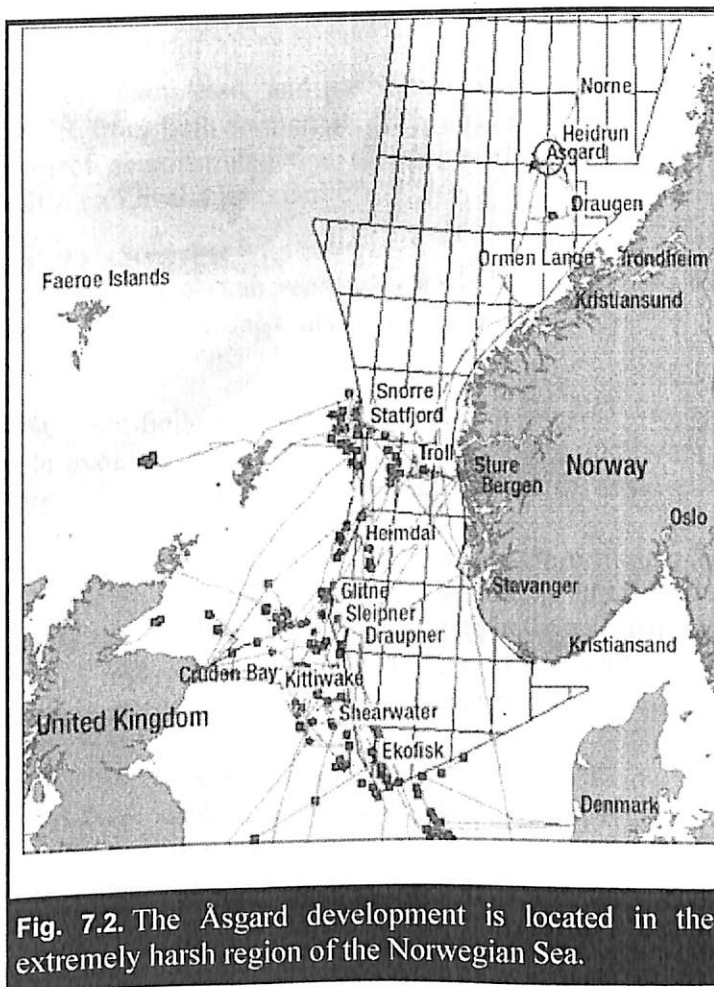 Norne
Heidrun
Asgard
Draugen
Ormen Lange
Trondheim
Faeroe Islands
Kristiansund
Snorre
Statfjord
Troll
Sture
Norway
Bergen
Oslo
Heimdal
Glitne
Stavanger
Sleipner
Draupner
Kristiansand
Cruden Bay
Kittiwake
United Kingdom
Shearwater
Ekofisk
Denmark
Fig. 7.2. The Åsgard development is located in the
extremely harsh region of the Norwegian Sea.